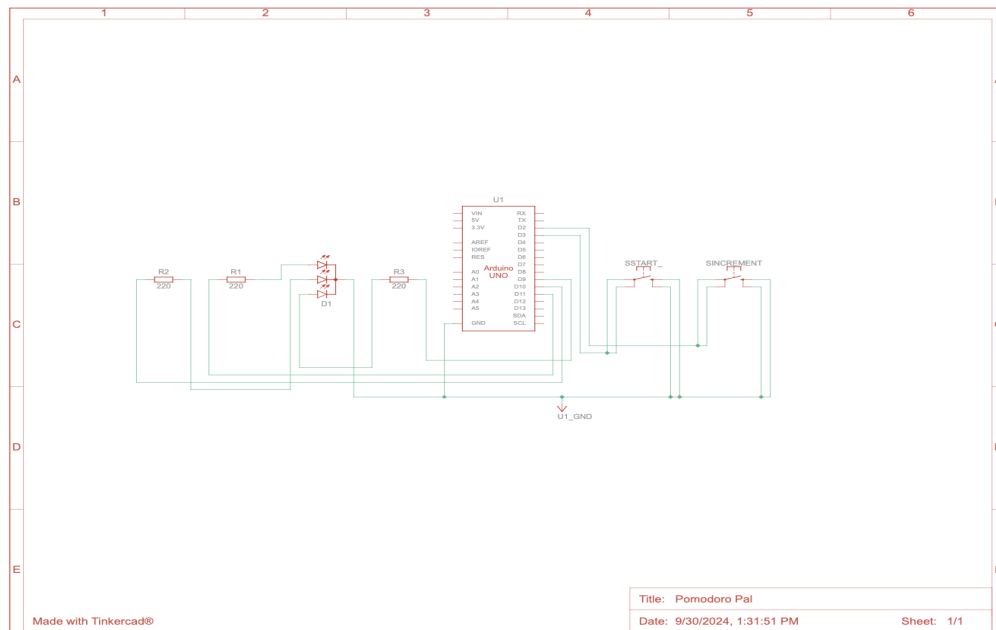 1 2 3 4 5 6
A
B
C
D
E
U1
VIN RX
5V TX
3.3V D2
D3
AREF D4
IOREF D5
RES D6
D7
A0 D8
A1 D9
A2 D10
A3 D11
A4 D12
A5 D13
SDA
GND SCL
Arduino
UNO
R2
220
R1
220
D1
R3
220
SSTART_
SINCREMENT
U1_GND
Title: Pomodoro Pal
Made with Tinkercad®
Date: 9/30/2024, 1:31:51 PM Sheet: 1/1